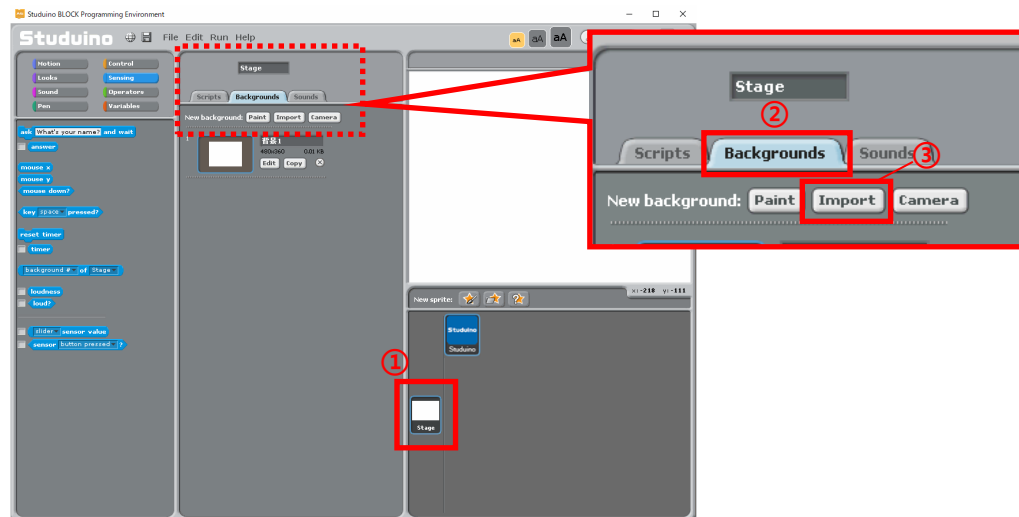 Studuino BLOCK Programming Environment
Studuino File Edit Run Help
aA aA aA
Motion Control
Looks Sensing
Sound Operators
Pen Variables
ask What's your name? and wait
answer
mouse x
mouse y
mouse down?
key space pressed?
reset timer
timer
background # of Stage
loudness
loud?
slider sensor value
sensor button pressed ?
Stage
Scripts Backgrounds Sounds
New background: Paint Import Camera
1
背景1
480x360 0.01 KB
Edit Copy
x: -218 y: -111
New sprite:
Studuino
Studuino
①
Stage
Stage
②
Scripts Backgrounds Sounds
③
New background: Paint Import Camera